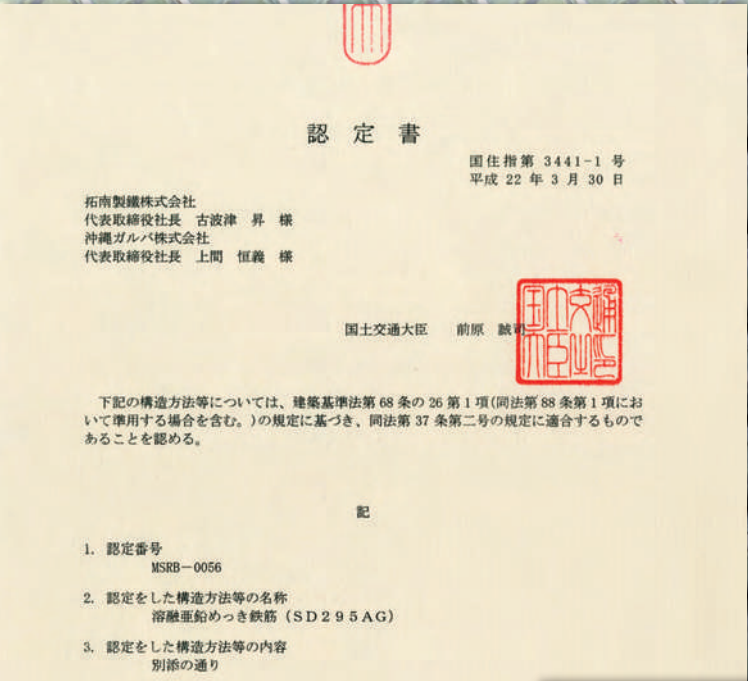 認定書
国住指第 3441-1 号
平成 22 年 3 月 30 日
拓南製鐵株式会社
代表取締役社長 古波津 昇 様
沖縄ガルバ株式会社
代表取締役社長 上間 恒義 様
国土交通大臣 前原 誠司
下記の構造方法等については、建築基準法第 68 条の 26 第 1 項(同法第 88 条第 1 項にお
いて準用する場合を含む。)の規定に基づき、同法第 37 条第二号の規定に適合するもので
あることを認める。
記
1. 認定番号
MSRB-0056
2. 認定をした構造方法等の名称
溶融亜鉛めっき鉄筋(SD295AG)
3. 認定をした構造方法等の内容
別添の通り